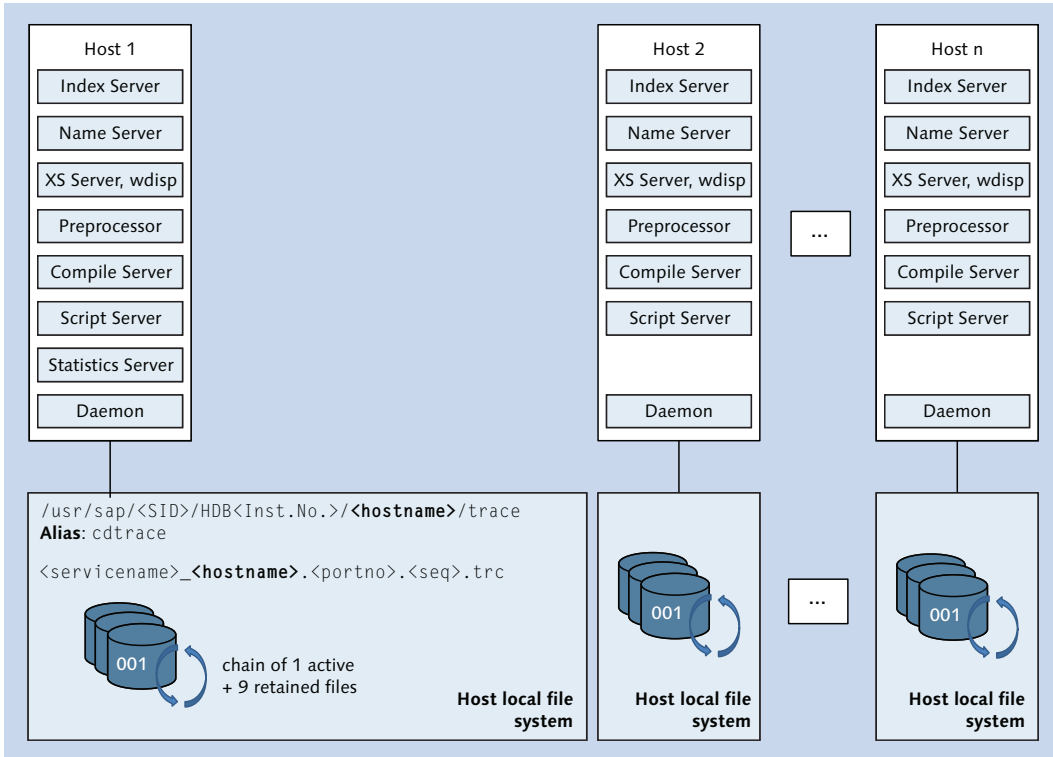 Host 1
Index Server
Name Server
XS Server, wdisp
Preprocessor
Compile Server
Script Server
Statistics Server
Daemon
Host 2
Index Server
Name Server
XS Server, wdisp
Preprocessor
Compile Server
Script Server
Daemon
...
Host n
Index Server
Name Server
XS Server, wdisp
Preprocessor
Compile Server
Script Server
Daemon
/usr/sap/<SID>/HDB<Inst.No.>/<hostname>/trace
Alias: cdtrace
<servicename>_<hostname>.<portno>.<seq>.trc
001
chain of 1 active
+ 9 retained files
Host local file
system
001
Host local file
system
...
001
Host local file
system